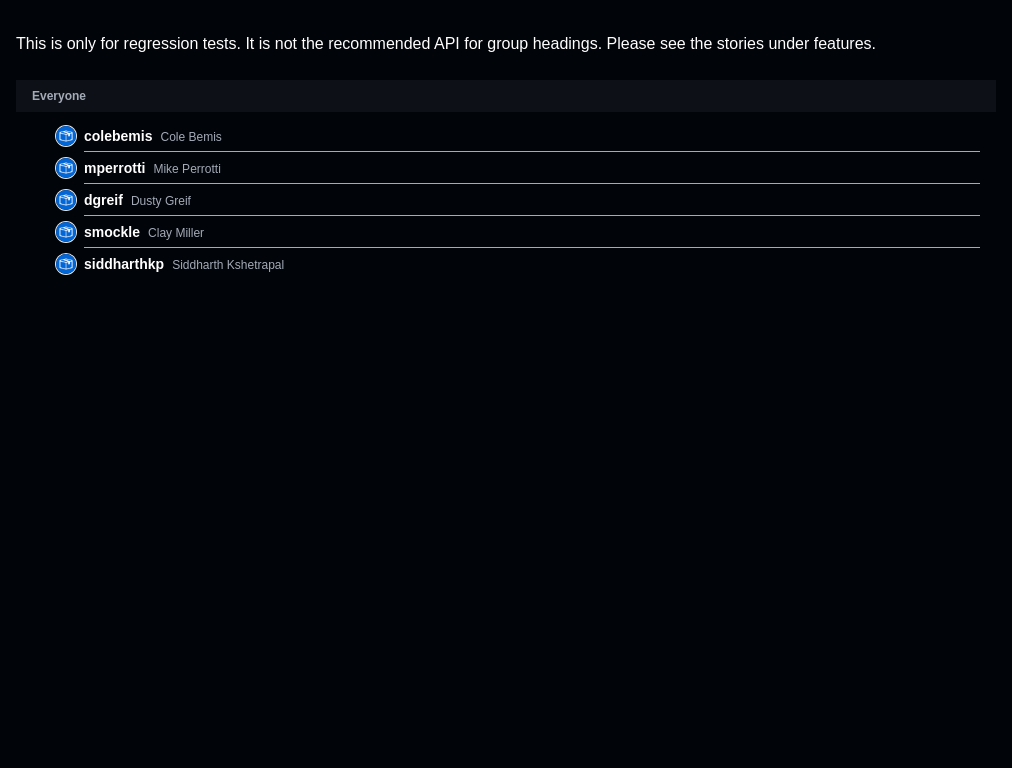 This is only for regression tests. It is not the recommended API for group headings. Please see the stories under features.
Everyone
colebemis Cole Bemis
mperrotti Mike Perrotti
dgreif Dusty Greif
smockle Clay Miller
siddharthkp Siddharth Kshetrapal